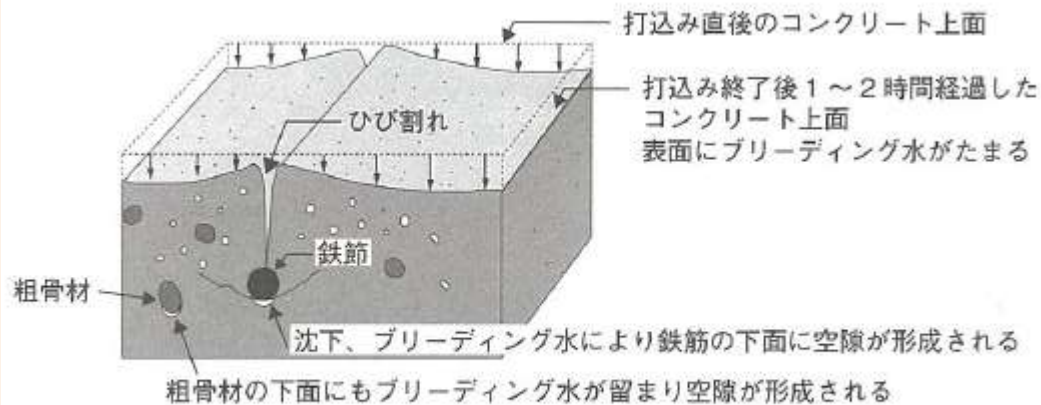 打込み直後のコンクリート上面
打込み終了後1〜2時間経過した
コンクリート上面
表面にブリーディング水がたまる
ひび割れ
鉄節
粗骨材
沈下、ブリーディング水により鉄筋の下面に空隙が形成される
粗骨材の下面にもブリーディング水が留まり空隙が形成される